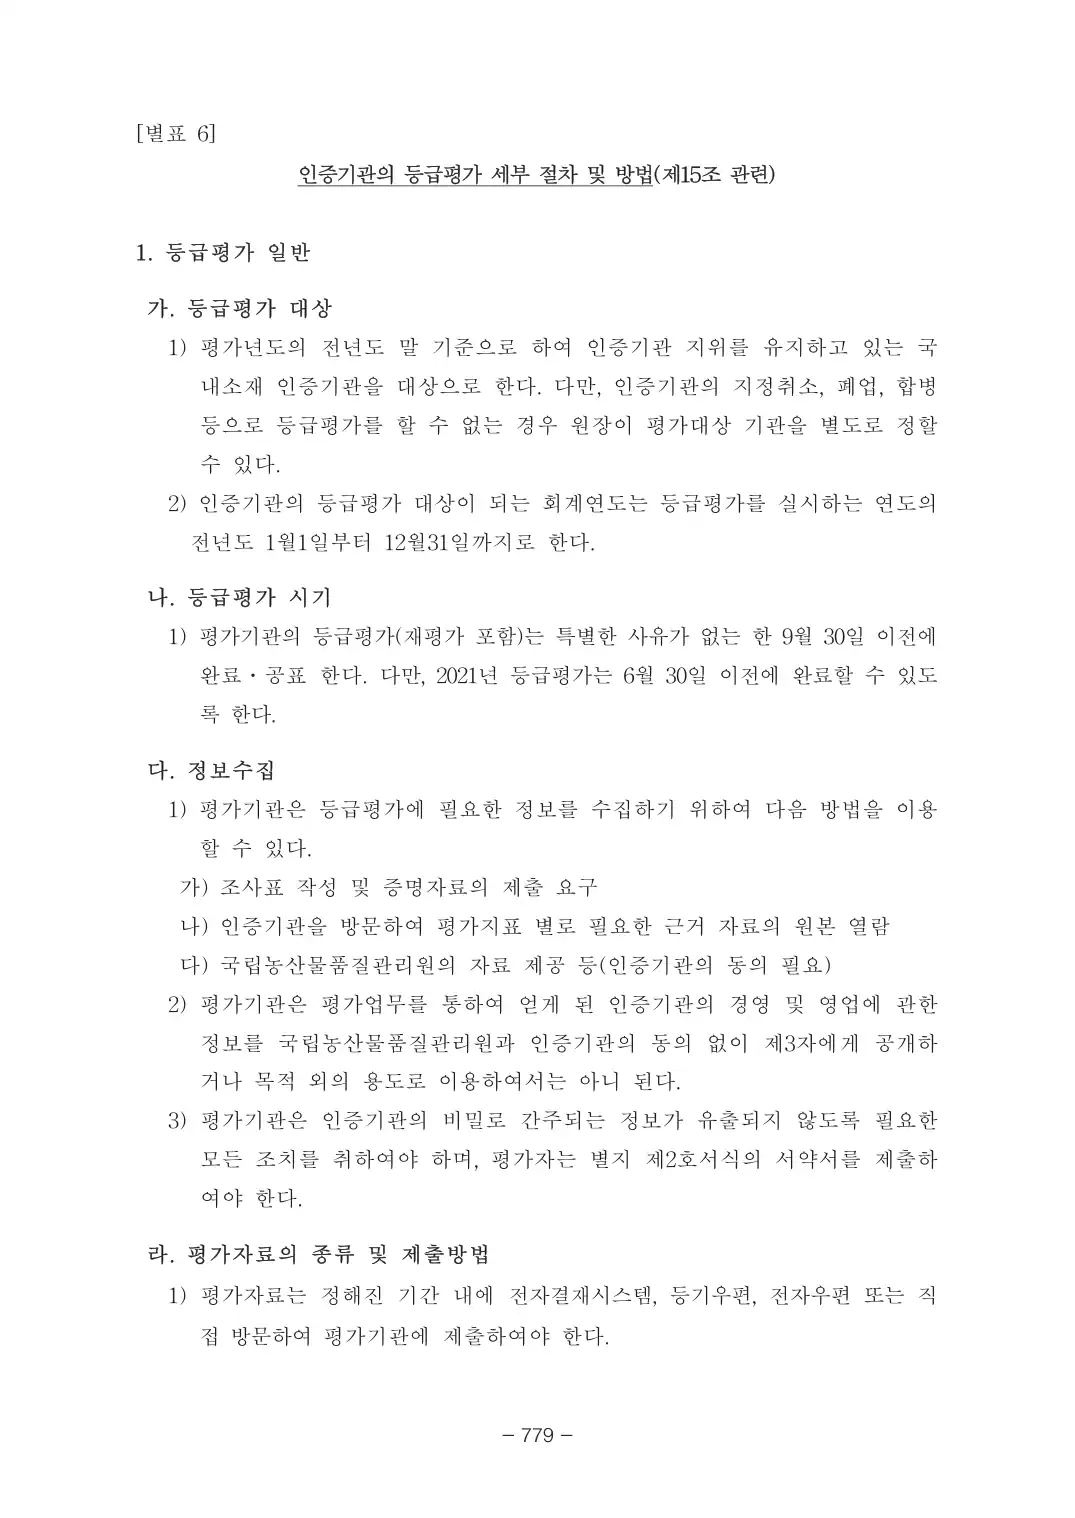 [별표 6]
인증기관의 등급평가 세부 절차 및 방법(제15조 관련)
1. 등급평가 일반
가. 등급평가 대상
1) 평가년도의 전년도 말 기준으로 하여 인증기관 지위를 유지하고 있는 국
내소재 인증기관을 대상으로 한다. 다만, 인증기관의 지정취소, 폐업, 합병
등으로 등급평가를 할 수 없는 경우 원장이 평가대상 기관을 별도로 정할
수 있다.
2) 인증기관의 등급평가 대상이 되는 회계연도는 등급평가를 실시하는 연도의
전년도 1월1일부터 12월31일까지로 한다.
나. 등급평가 시기
1) 평가기관의 등급평가(재평가 포함)는 특별한 사유가 없는 한 9월 30일 이전에
완료・공표 한다. 다만, 2021년 등급평가는 6월 30일 이전에 완료할 수 있도
록 한다.
다. 정보수집
1) 평가기관은 등급평가에 필요한 정보를 수집하기 위하여 다음 방법을 이용
할 수 있다.
가) 조사표 작성 및 증명자료의 제출 요구
나) 인증기관을 방문하여 평가지표 별로 필요한 근거 자료의 원본 열람
다) 국립농산물품질관리원의 자료 제공 등(인증기관의 동의 필요)
2) 평가기관은 평가업무를 통하여 얻게 된 인증기관의 경영 및 영업에 관한
정보를 국립농산물품질관리원과 인증기관의 동의 없이 제3자에게 공개하
거나 목적 외의 용도로 이용하여서는 아니 된다.
3) 평가기관은 인증기관의 비밀로 간주되는 정보가 유출되지 않도록 필요한
모든 조치를 취하여야 하며, 평가자는 별지 제2호서식의 서약서를 제출하
여야 한다.
라. 평가자료의 종류 및 제출방법
1) 평가자료는 정해진 기간 내에 전자결재시스템, 등기우편, 전자우편 또는 직
접 방문하여 평가기관에 제출하여야 한다.
- 779 -